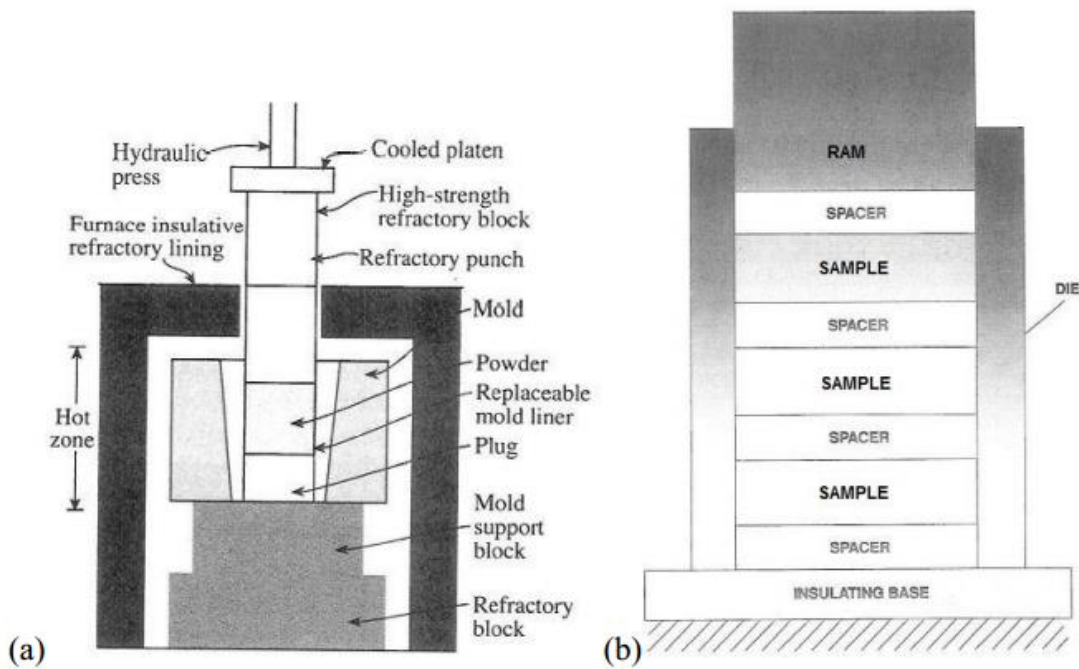 Hydraulic
press
Cooled platen
High-strength
refractory block
Furnace insulative
refractory lining
Refractory punch
Mold
Powder
Replaceable
mold liner
Hot
zone
Plug
Mold
support
block
Refractory
block
(a)
RAM
SPACER
SAMPLE
SPACER
DIE
SAMPLE
SPACER
SAMPLE
SPACER
INSULATING BASE
(b)